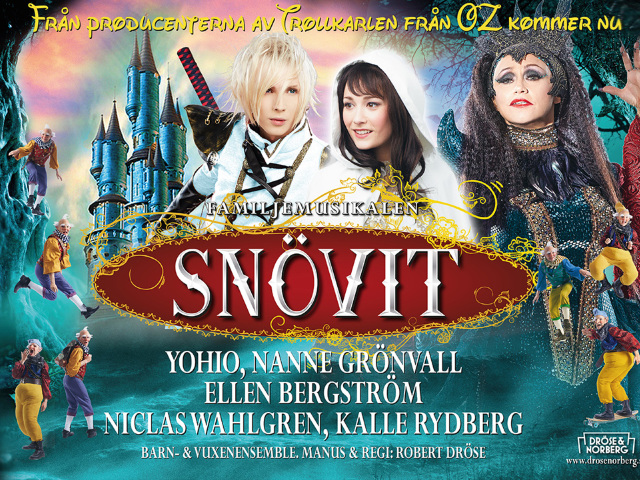 Från producenterna av Trollkarlen från OZ kommer nu
FAMILJEMUSIKALEN
SNÖVIT
YOHIO, NANNE GRÖNVALL
ELLEN BERGSTRÖM
NICLAS WAHLGREN, KALLE RYDBERG
BARN- & VUXENENSEMBLE. MANUS & REGI: ROBERT DRÖSE
DRÖSE &
NORBERG
www.drosenorberg.s